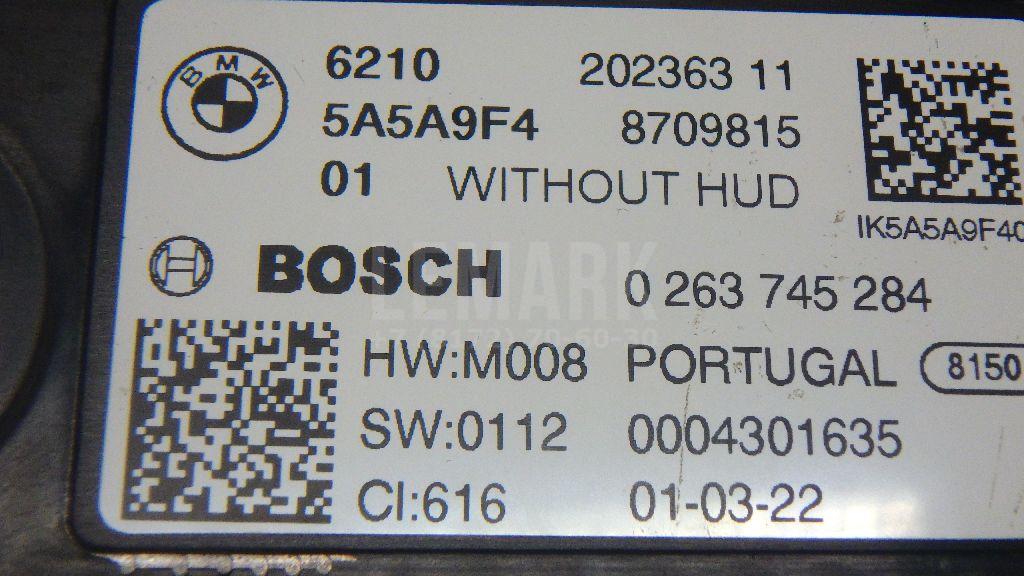 BMW
6210 202363 11
5A5A9F4 8709815
01 WITHOUT HUD
IK5A5A9F40
BOSCH 0 263 745 284
LEMARK
HW:M008 PORTUGAL 8150
SW:0112 0004301635
CI:616 01-03-22